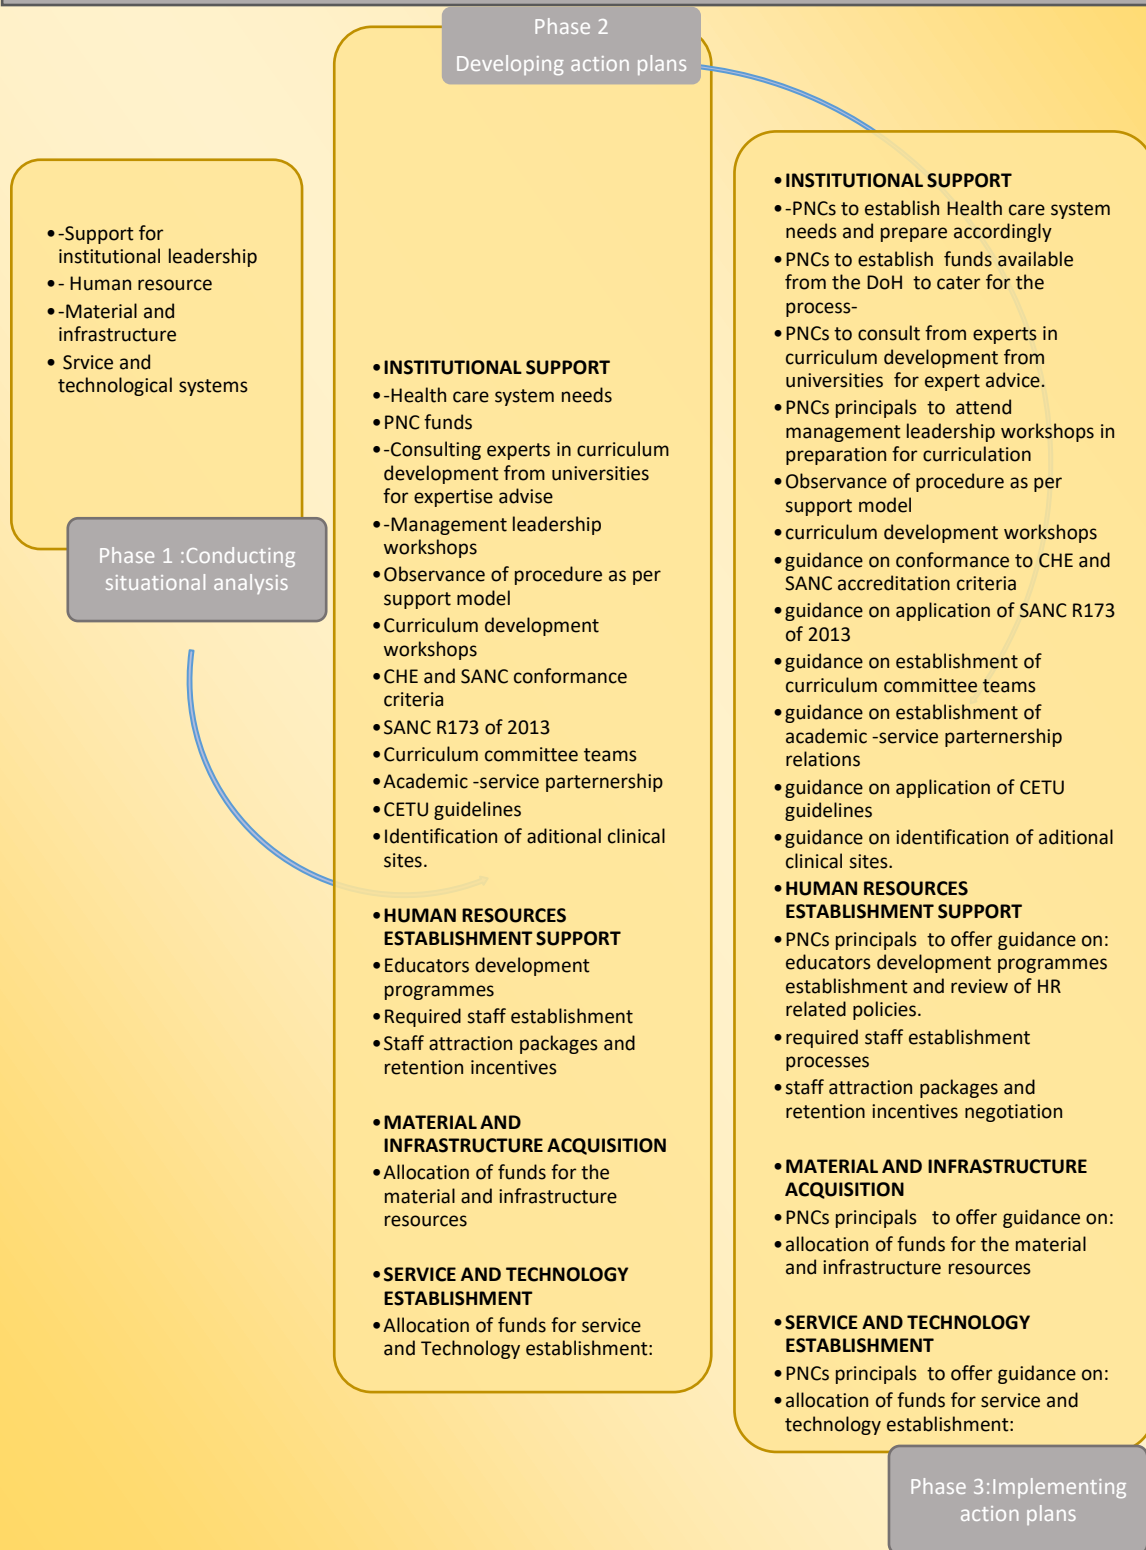 Phase 2
Developing action plans
•-Support for
institutional leadership
•- Human resource
•-Material and
infrastructure
• Srvice and
technological systems
Phase 1 :Conducting
situational analysis
•INSTITUTIONAL SUPPORT
•-Health care system needs
•PNC funds
•-Consulting experts in curriculum
development from universities
for expertise advise
•-Management leadership
workshops
•Observance of procedure as per
support model
•Curriculum development
workshops
•CHE and SANC conformance
criteria
•SANC R173 of 2013
•Curriculum committee teams
•Academic -service parternership
•CETU guidelines
•Identification of aditional clinical
sites.
•HUMAN RESOURCES
ESTABLISHMENT SUPPORT
•Educators development
programmes
•Required staff establishment
•Staff attraction packages and
retention incentives
•MATERIAL AND
INFRASTRUCTURE ACQUISITION
•Allocation of funds for the
material and infrastructure
resources
•SERVICE AND TECHNOLOGY
ESTABLISHMENT
•Allocation of funds for service
and Technology establishment:
•INSTITUTIONAL SUPPORT
•-PNCs to establish Health care system
needs and prepare accordingly
•PNCs to establish funds available
from the DoH to cater for the
process-
•PNCs to consult from experts in
curriculum development from
universities for expert advice.
•PNCs principals to attend
management leadership workshops in
preparation for curriculation
•Observance of procedure as per
support model
•curriculum development workshops
•guidance on conformance to CHE and
SANC accreditation criteria
•guidance on application of SANC R173
of 2013
•guidance on establishment of
curriculum committee teams
•guidance on establishment of
academic -service parternership
relations
•guidance on application of CETU
guidelines
•guidance on identification of aditional
clinical sites.
•HUMAN RESOURCES
ESTABLISHMENT SUPPORT
•PNCs principals to offer guidance on:
educators development programmes
establishment and review of HR
related policies.
•required staff establishment
processes
•staff attraction packages and
retention incentives negotiation
•MATERIAL AND INFRASTRUCTURE
ACQUISITION
•PNCs principals to offer guidance on:
•allocation of funds for the material
and infrastructure resources
•SERVICE AND TECHNOLOGY
ESTABLISHMENT
•PNCs principals to offer guidance on:
•allocation of funds for service and
technology establishment:
Phase 3:Implementing
action plans